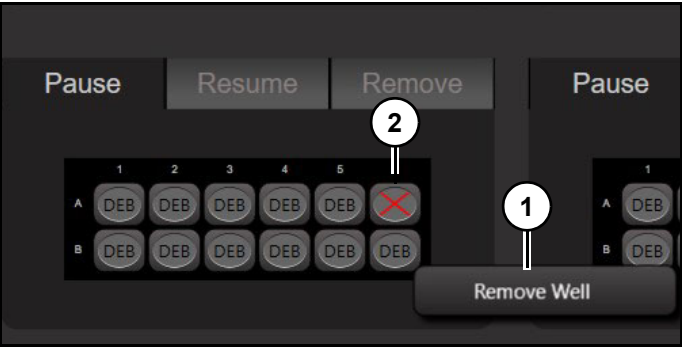 Pause Resume Remove Pause
2
1 2 3 4 5 1
A DEB DEB DEB DEB DEB 1 A DEB
B DEB DEB DEB DEB DEB DEB B DEB
Remove Well